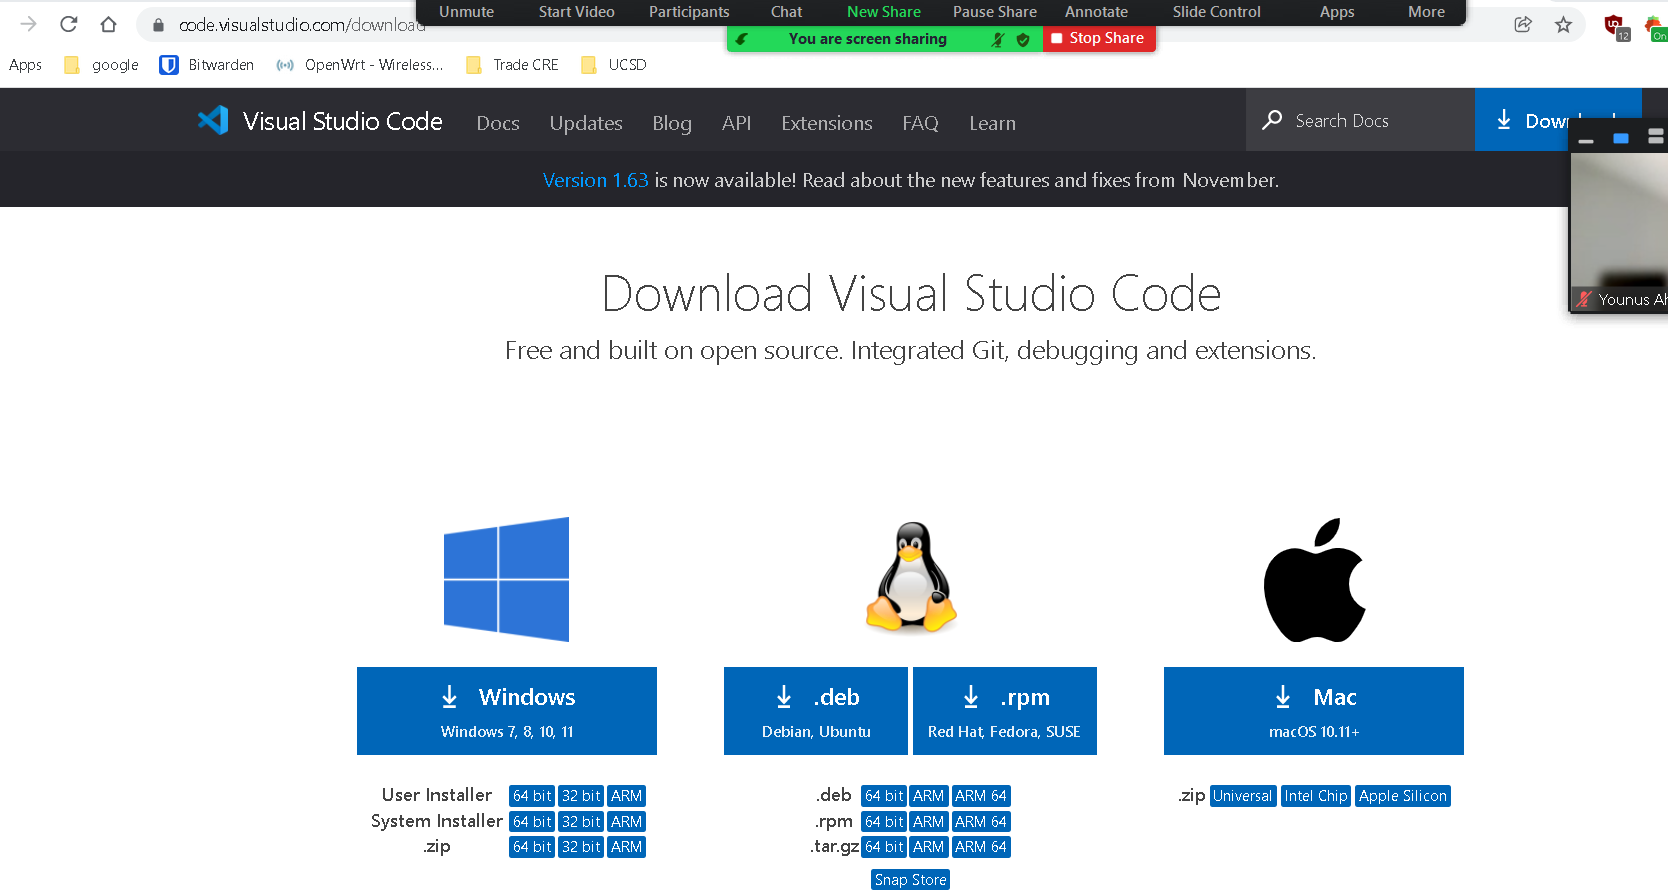 Unmute Start Video Participants Chat New Share Pause Share Annotate Slide Control Apps More
code.visualstudio.com/download
You are screen sharing Stop Share
12 On
Apps google Bitwarden OpenWrt - Wireless... Trade CRE UCSD
Visual Studio Code Docs Updates Blog API Extensions FAQ Learn Search Docs
Version 1.63 is now available! Read about the new features and fixes from November.
Younus
Download Visual Studio Code
Free and built on open source. Integrated Git, debugging and extensions.
Windows .deb .rpm Mac
Windows 7, 8, 10, 11 Debian, Ubuntu Red Hat, Fedora, SUSE macOS 10.11+
User Installer 64 bit 32 bit ARM .deb 64 bit ARM ARM 64 .zip Universal Intel Chip Apple Silicon
System Installer 64 bit 32 bit ARM .rpm 64 bit ARM ARM 64
.zip 64 bit 32 bit ARM .tar.gz 64 bit ARM ARM 64
Snap Store